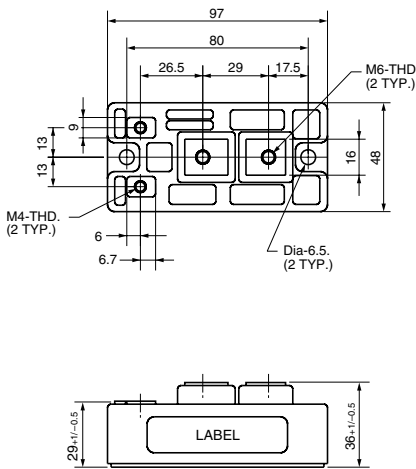 97
80
26.5
29
17.5
M6-THD
(2 TYP.)
9
13
13
16
48
M4-THD.
(2 TYP.)
6
6.7
Dia-6.5.
(2 TYP.)
29+1/-0.5
LABEL
36+1/-0.5